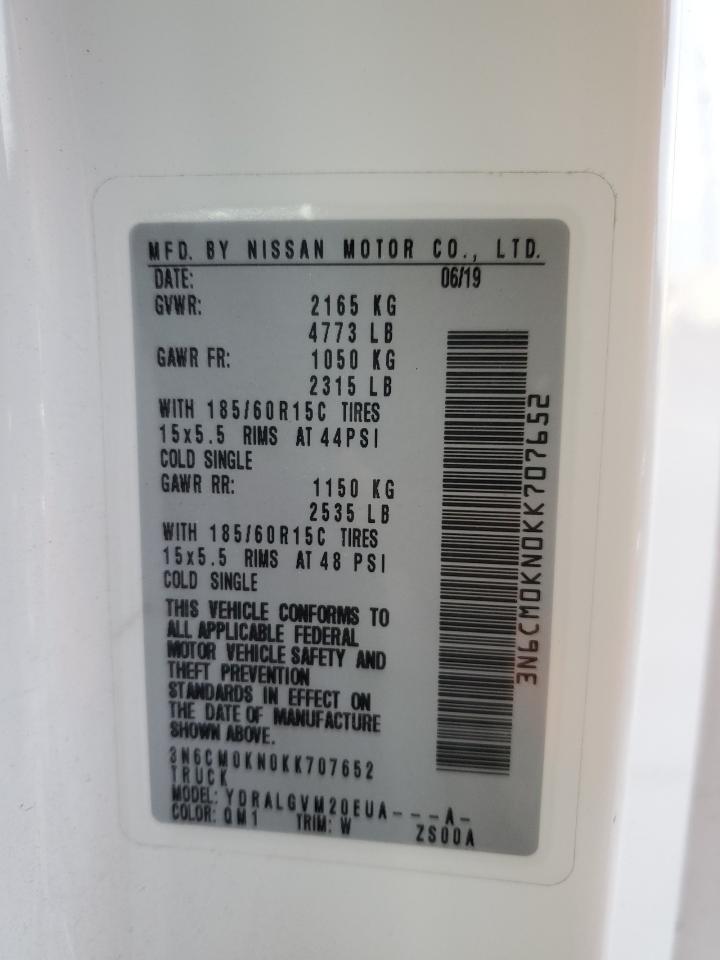 MFD. BY NISSAN MOTOR CO., LTD.
DATE: 06/19
GVWR: 2165 KG
4773 LB
GAWR FR: 1050 KG
2315 LB
WITH 185/60R15C TIRES
15x5.5 RIMS AT 44PSI
COLD SINGLE
GAWR RR: 1150 KG
2535 LB
WITH 185/60R15C TIRES
15x5.5 RIMS AT 48 PSI
COLD SINGLE
THIS VEHICLE CONFORMS TO
ALL APPLICABLE FEDERAL
MOTOR VEHICLE SAFETY AND
THEFT PREVENTION
STANDARDS IN EFFECT ON
THE DATE OF MANUFACTURE
SHOWN ABOVE.
3N6CM0KN0KK707652
TRUCK
MODEL: YDRALGVM20EUA---A-
COLOR: QM1 TRIM: W ZS00A
3N6CM0KN0KK707652